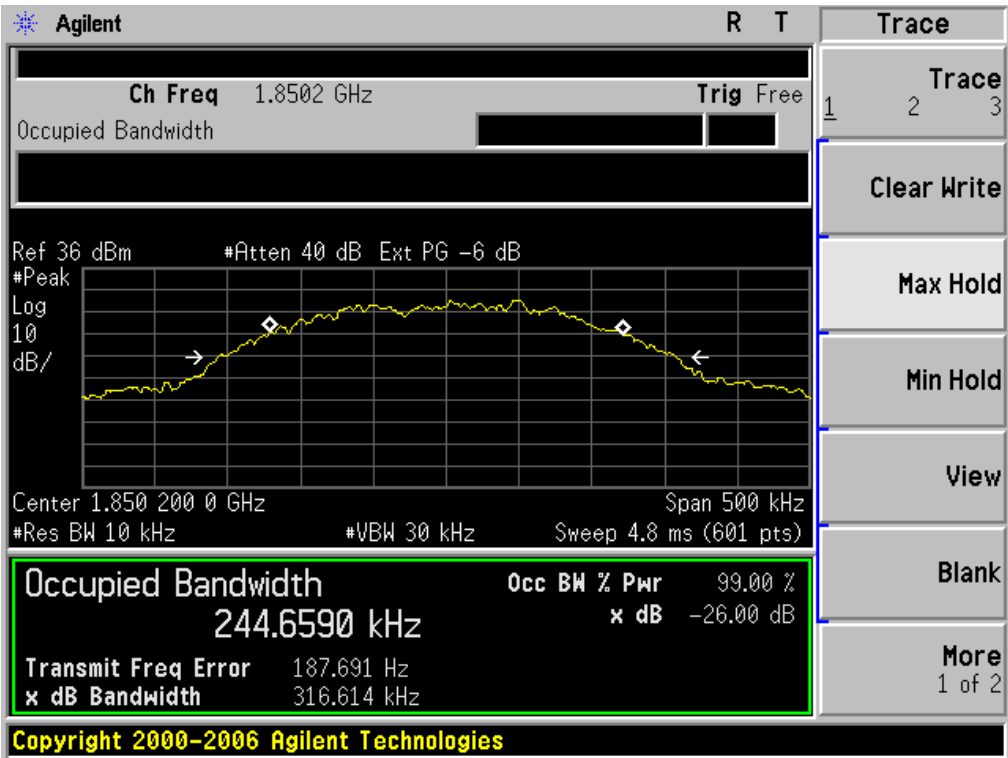 Agilent R T
Ch Freq 1.8502 GHz Trig Free
Occupied Bandwidth
Ref 36 dBm #Atten 40 dB Ext PG -6 dB
#Peak
Log
10
dB/
Center 1.850 200 0 GHz Span 500 kHz
#Res BW 10 kHz #VBW 30 kHz Sweep 4.8 ms (601 pts)
Occupied Bandwidth Occ BW % Pwr 99.00 %
244.6590 kHz x dB -26.00 dB
Transmit Freq Error 187.691 Hz
x dB Bandwidth 316.614 kHz
Copyright 2000-2006 Agilent Technologies
Trace
Trace
1 2 3
Clear Write
Max Hold
Min Hold
View
Blank
More
1 of 2